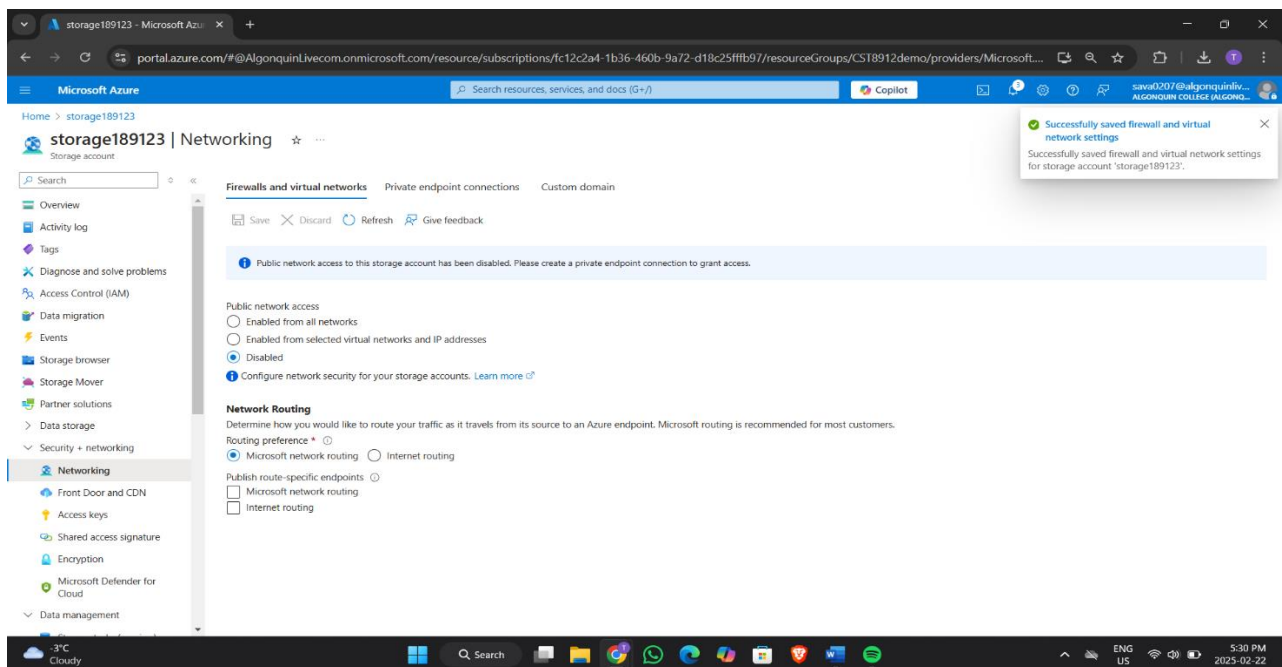 storage189123 - Microsoft Azu
portal.azure.com/#@AlgonquinLivecom.onmicrosoft.com/resource/subscriptions/fc12c2a4-1b36-460b-9a72-d18c25fffb97/resourceGroups/CST8912demo/providers/Microsoft....
T
Microsoft Azure
Search resources, services, and docs (G+/)
Copilot
3
sava0207@algonquinliv...
ALGONQUIN COLLEGE (ALGONQ...
Home > storage189123
storage189123 | Networking
Storage account
Successfully saved firewall and virtual
network settings
Successfully saved firewall and virtual network settings
for storage account 'storage189123'.
Search
Overview
Activity log
Tags
Diagnose and solve problems
Access Control (IAM)
Data migration
Events
Storage browser
Storage Mover
Partner solutions
Data storage
Security + networking
Networking
Front Door and CDN
Access keys
Shared access signature
Encryption
Microsoft Defender for
Cloud
Data management
Firewalls and virtual networks Private endpoint connections Custom domain
Save Discard Refresh Give feedback
Public network access to this storage account has been disabled. Please create a private endpoint connection to grant access.
Public network access
Enabled from all networks
Enabled from selected virtual networks and IP addresses
Disabled
Configure network security for your storage accounts. Learn more
Network Routing
Determine how you would like to route your traffic as it travels from its source to an Azure endpoint. Microsoft routing is recommended for most customers.
Routing preference *
Microsoft network routing Internet routing
Publish route-specific endpoints
Microsoft network routing
Internet routing
-3°C
Cloudy
Search
ENG
US
5:30 PM
2025-02-22